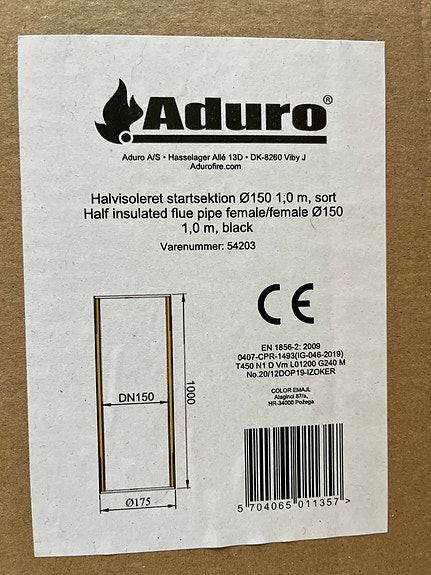 Aduro®
Aduro A/S • Hasselager Allé 13D • DK-8260 Viby J
Adurofire.com
Halvisoleret startsektion Ø150 1,0 m, sort
Half insulated flue pipe female/female Ø150
1,0 m, black
Varenummer: 54203
CE
EN 1856-2: 2009
0407-CPR-1493(IG-046-2019)
T450 N1 D Vm L01200 G240 M
No.20/12DOP19-IZOKER
COLOR EMAJL
Alaginci 87/a,
HR-34000 Požega
DN150
1000
Ø175
5 704065 011357 >